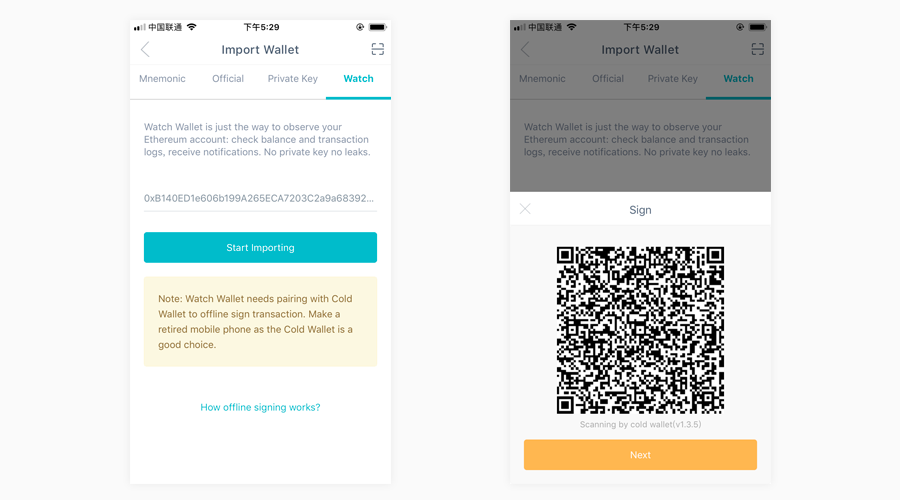 中国联通
下午5:29
Import Wallet
Mnemonic
Official
Private Key
Watch
Watch Wallet is just the way to observe your
Ethereum account: check balance and transaction
logs, receive notifications. No private key no leaks.
0xB140ED1e606b199A265ECA7203C2a9a68392...
Start Importing
Note: Watch Wallet needs pairing with Cold
Wallet to offline sign transaction. Make a
retired mobile phone as the Cold Wallet is a
good choice.
How offline signing works?
中国联通
下午5:29
Import Wallet
Mnemonic
Official
Private Key
Watch
Watch Wallet is just the way to observe your
Ethereum account: check balance and transaction
logs, receive notifications. No private key no leaks.
Sign
Scanning by cold wallet(v1.3.5)
Next